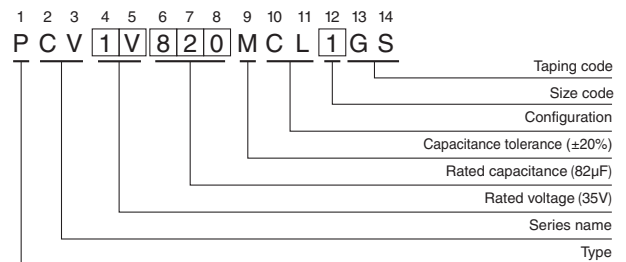 1 2 3 4 5 6 7 8 9 10 11 12 13 14
P C V 1 V 8 2 0 M C L 1 G S
Taping code
Size code
Configuration
Capacitance tolerance (±20%)
Rated capacitance (82µF)
Rated voltage (35V)
Series name
Type